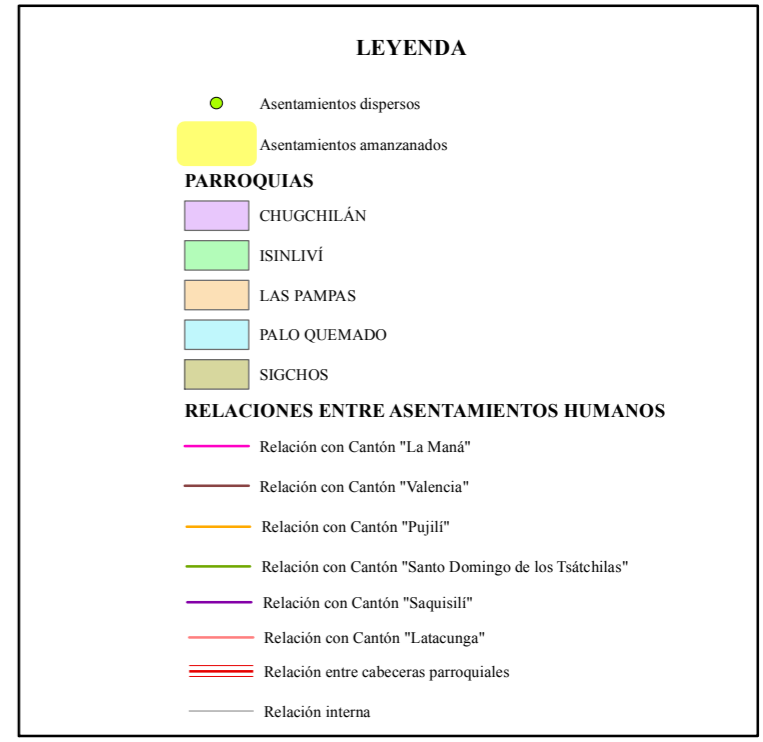 LEYENDA
Asentamientos dispersos
Asentamientos amanzanados
PARROQUIAS
CHUGCHILÁN
ISINLIVÍ
LAS PAMPAS
PALO QUEMADO
SIGCHOS
RELACIONES ENTRE ASENTAMIENTOS HUMANOS
Relación con Cantón "La Maná"
Relación con Cantón "Valencia"
Relación con Cantón "Pujilí"
Relación con Cantón "Santo Domingo de los Tsátchilas"
Relación con Cantón "Saquisilí"
Relación con Cantón "Latacunga"
Relación entre cabeceras parroquiales
Relación interna